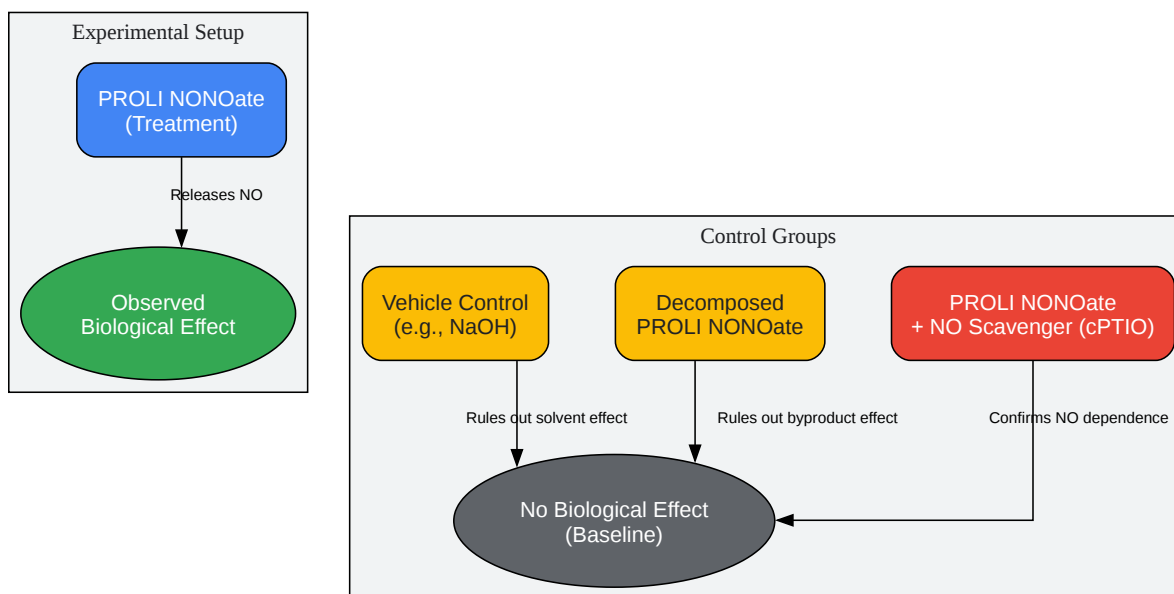 Experimental Setup
PROLI NONOate
(Treatment)
Releases NO
Observed
Biological Effect
Control Groups
Vehicle Control
(e.g., NaOH)
Decomposed
PROLI NONOate
PROLI NONOate
+ NO Scavenger (cPTIO)
Rules out solvent effect
Rules out byproduct effect
Confirms NO dependence
No Biological Effect
(Baseline)